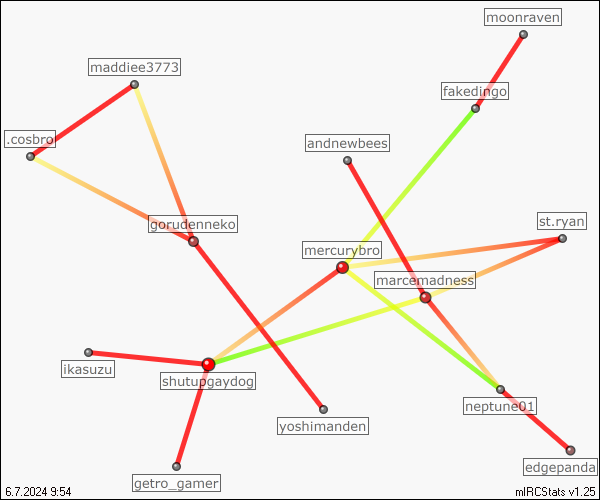 moonraven
maddiee3773
fakedingo
.cosbro
andnewbees
gorudenneko
st.ryan
mercurybro
marcemadness
ikasuzu
shutupgaydog
neptune01
yoshimanden
edgepanda
getro_gamer
6.7.2024 9:54
mIRCStats v1.25